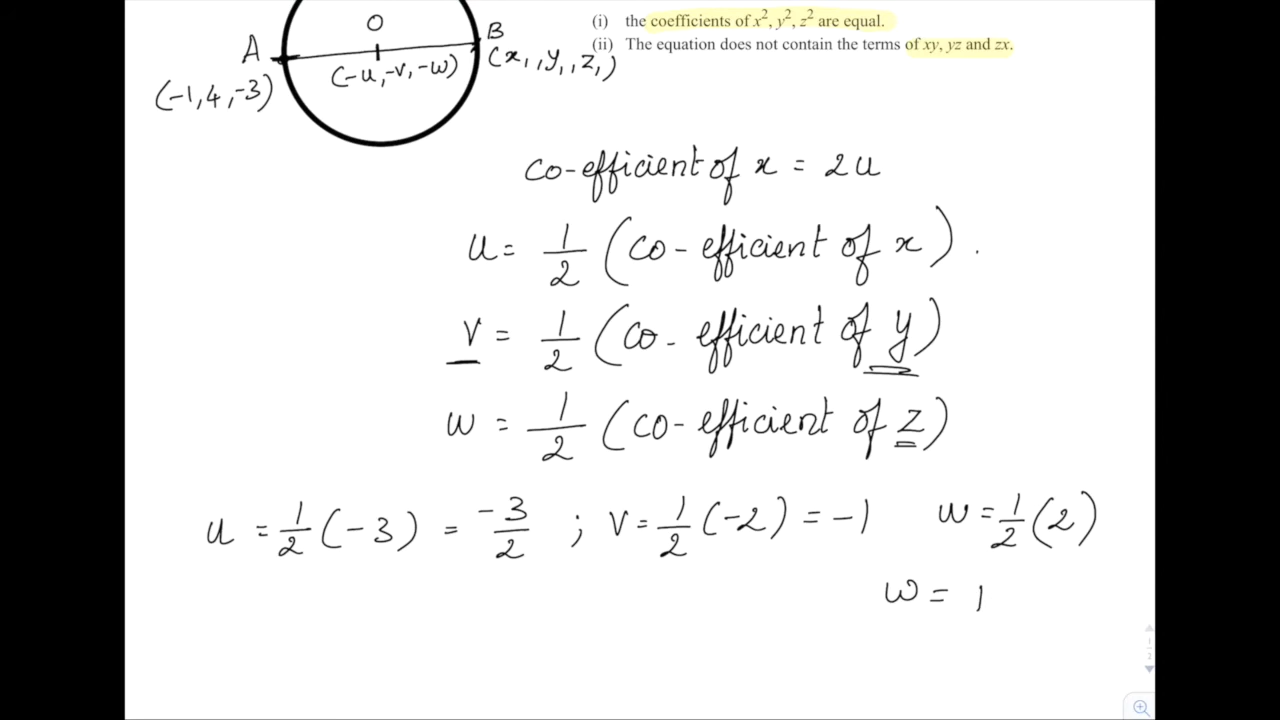 (i) the coefficients of x², y², z² are equal.
(ii) The equation does not contain the terms of xy, yz and zx.
O
A
B
(-u,-v,-w)
(x₁,y₁,z₁)
(-1,4,-3)
co-efficient of x = 2u
u = 1/2 (co-efficient of x).
v = 1/2 (co-efficient of y)
w = 1/2 (co-efficient of z)
u = 1/2 (-3) = -3/2 ; v = 1/2 (-2) = -1 w = 1/2 (2)
w = 1